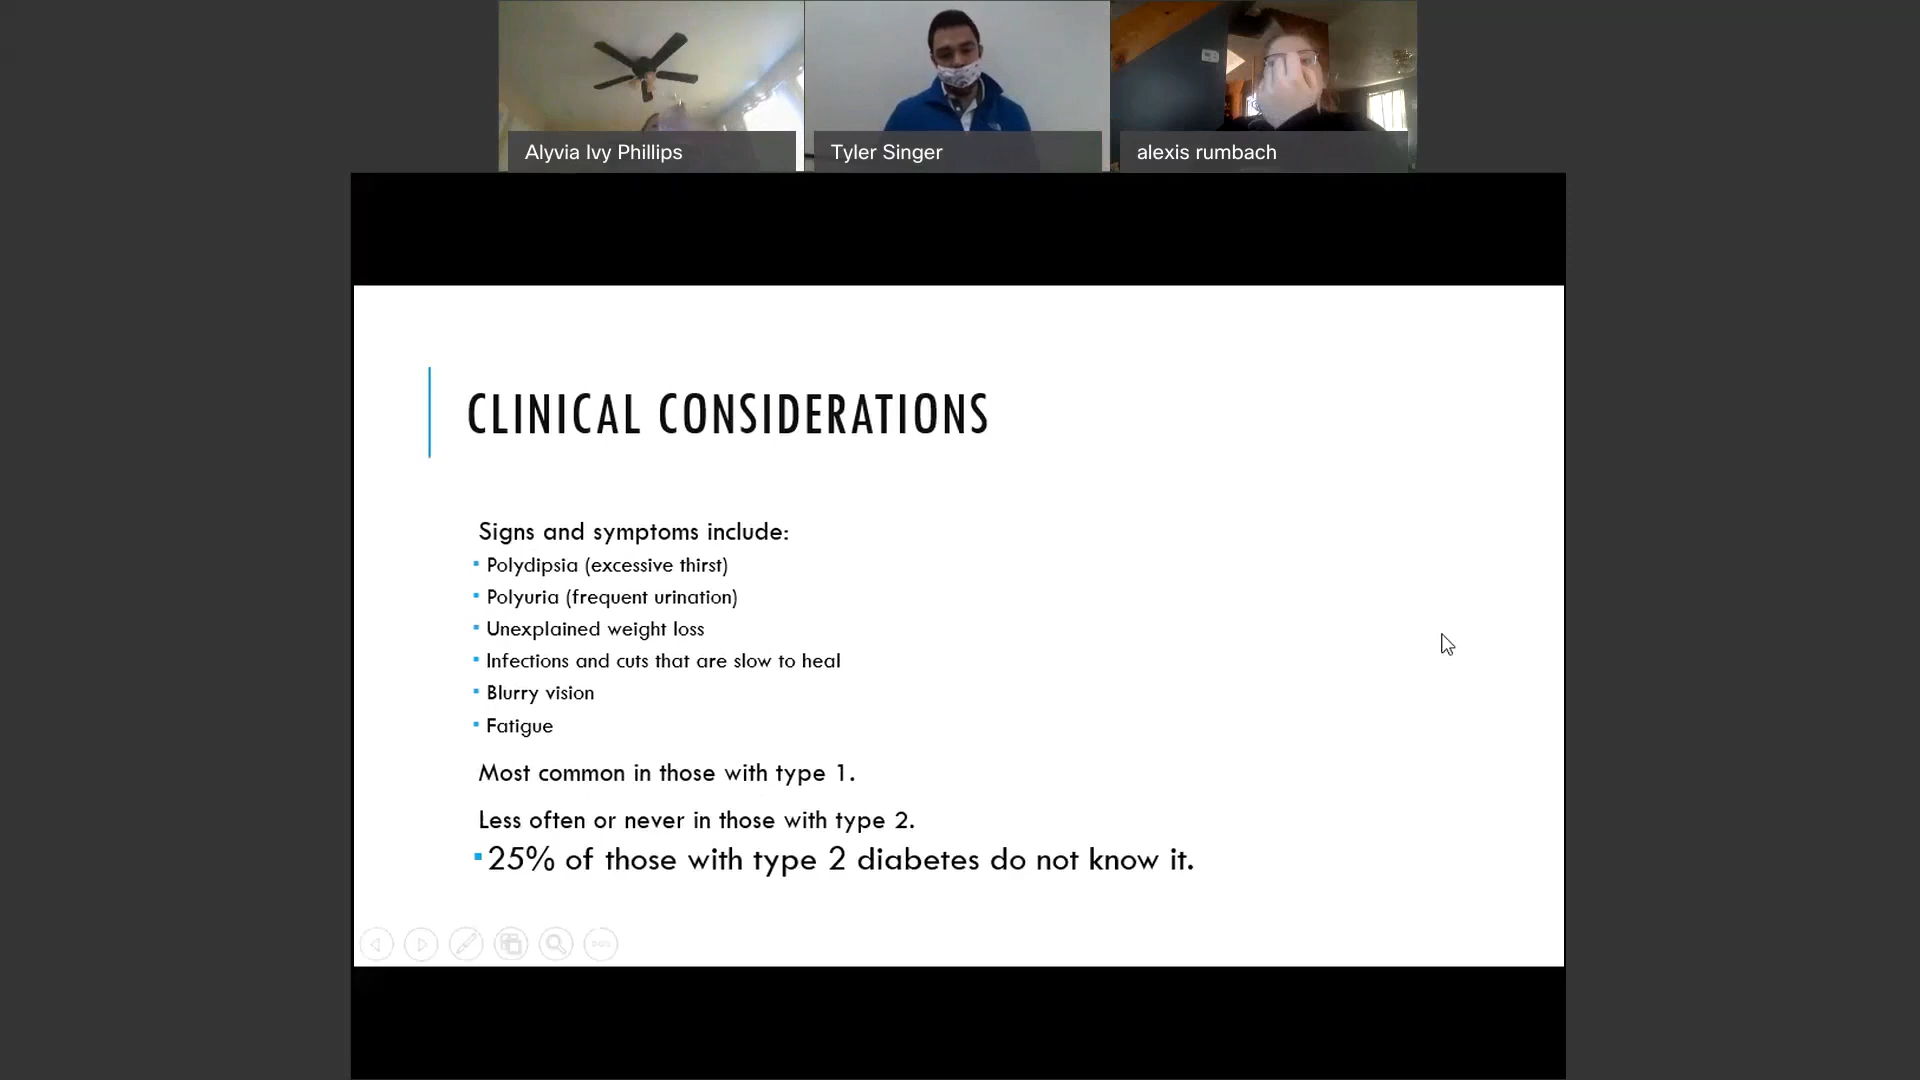 Alyvia Ivy Phillips
Tyler Singer
alexis rumbach
CLINICAL CONSIDERATIONS
Signs and symptoms include:
▪ Polydipsia (excessive thirst)
▪ Polyuria (frequent urination)
▪ Unexplained weight loss
▪ Infections and cuts that are slow to heal
▪ Blurry vision
▪ Fatigue
Most common in those with type 1.
Less often or never in those with type 2.
▪ 25% of those with type 2 diabetes do not know it.